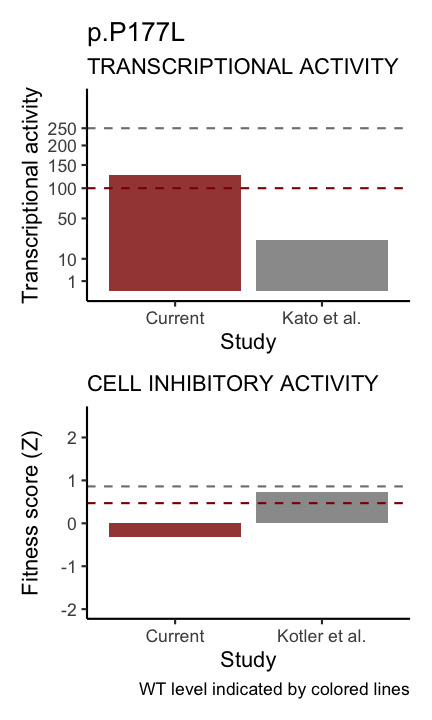 p.P177L
TRANSCRIPTIONAL ACTIVITY
Transcriptional activity
250
200
150
100
50
10
1
Current
Kato et al.
Study
CELL INHIBITORY ACTIVITY
Fitness score (Z)
2
1
0
-1
-2
Current
Kotler et al.
Study
WT level indicated by colored lines